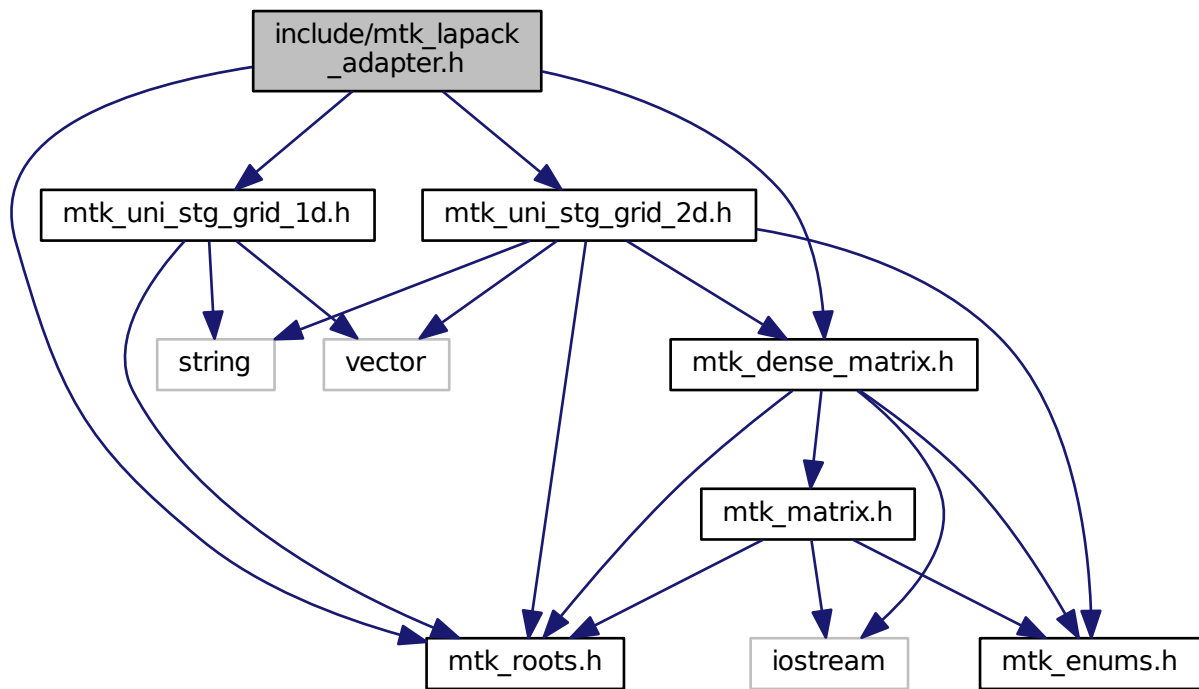 include/mtk_lapack
_adapter.h
mtk_uni_stg_grid_1d.h
mtk_uni_stg_grid_2d.h
string
vector
mtk_dense_matrix.h
mtk_matrix.h
mtk_roots.h
iostream
mtk_enums.h